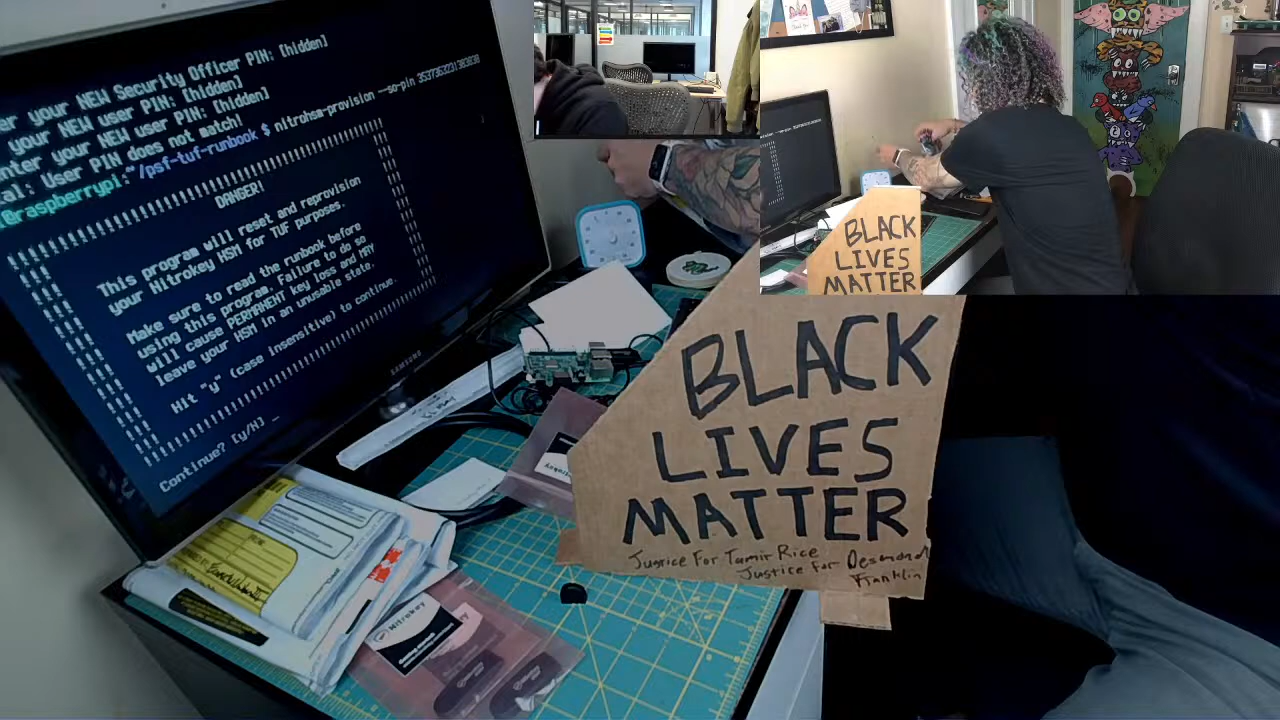 er your NEW Security Officer PIN: [hidden]
your NEW user PIN: [hidden]
nter your NEW user PIN: [hidden]
al: User PIN does not match!
@raspberrypi:~/psf-tuf-runbook $ nitrohsm-provision --so-pin
DANGER!
This program will reset and reprovision
your Nitrokey HSM for TUF purposes.
Make sure to read the runbook before
using this program. Failure to do so
will cause PERMANENT key loss and MAY
leave your HSM in an unusable state.
Hit "y" (case insensitive) to continue.
Continue? [y/N] _
SAMSUNG
BLACK
LIVES
MATTER
Justice For Tamir Rice
Justice for Desmond
Franklin
Nitrokey
BLACK
LIVES
MATTER